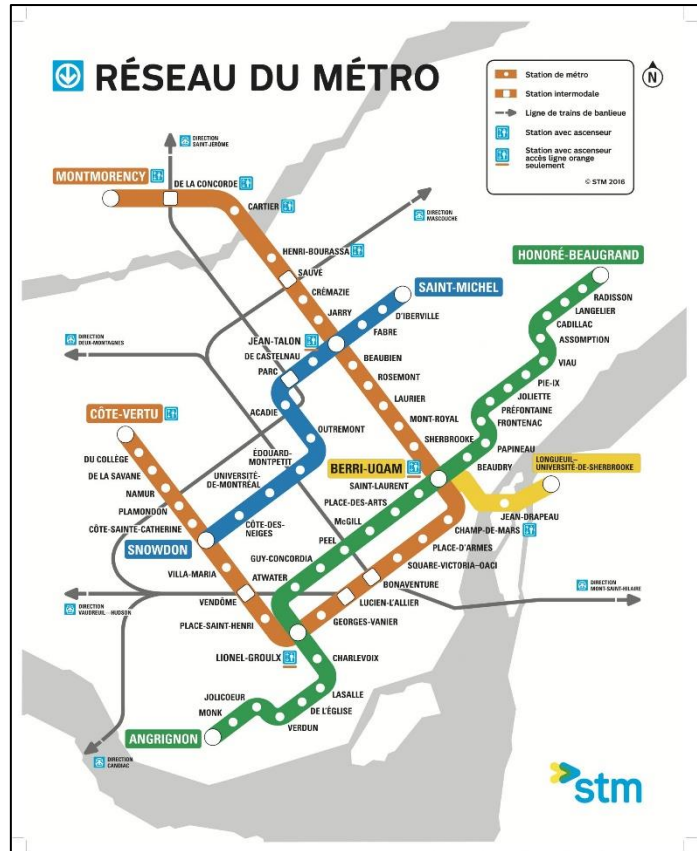 RÉSEAU DU MÉTRO
Station de métro
Station intermodale
Ligne de trains de banlieue
Station avec ascenseur
Station avec ascenseur
accès ligne orange
seulement
© STM 2016
N
DIRECTION
SAINT-JÉRÔME
MONTMORENCY
DE LA CONCORDE
CARTIER
DIRECTION
MASCOUCHE
HENRI-BOURASSA
SAUVÉ
CRÉMAZIE
JARRY
HONORÉ-BEAUGRAND
RADISSON
LANGELIER
CADILLAC
ASSOMPTION
VIAU
PIE-IX
JOLIETTE
PRÉFONTAINE
FRONTENAC
PAPINEAU
BEAUDRY
SAINT-MICHEL
D'IBERVILLE
FABRE
JEAN-TALON
DE CASTELNAU
PARC
ACADIE
OUTREMONT
ÉDOUARD-
MONTPETIT
UNIVERSITÉ-
DE-MONTRÉAL
CÔTE-DES-
NEIGES
SNOWDON
DIRECTION
DEUX-MONTAGNES
BEAUBIEN
ROSEMONT
LAURIER
MONT-ROYAL
SHERBROOKE
BERRI-UQAM
LONGUEUIL–
UNIVERSITÉ-DE-SHERBROOKE
JEAN-DRAPEAU
CHAMP-DE-MARS
PLACE-D'ARMES
SQUARE-VICTORIA–OACI
BONAVENTURE
LUCIEN-L'ALLIER
GEORGES-VANIER
CÔTE-VERTU
DU COLLÈGE
DE LA SAVANE
NAMUR
PLAMONDON
CÔTE-SAINTE-CATHERINE
VILLA-MARIA
VENDÔME
PLACE-SAINT-HENRI
LIONEL-GROULX
SAINT-LAURENT
PLACE-DES-ARTS
McGILL
PEEL
GUY-CONCORDIA
ATWATER
CHARLEVOIX
LASALLE
DE L'ÉGLISE
VERDUN
JOLICOEUR
MONK
ANGRIGNON
DIRECTION
VAUDREUIL–HUDSON
DIRECTION
MONT-SAINT-HILAIRE
DIRECTION
CANDIAC
stm